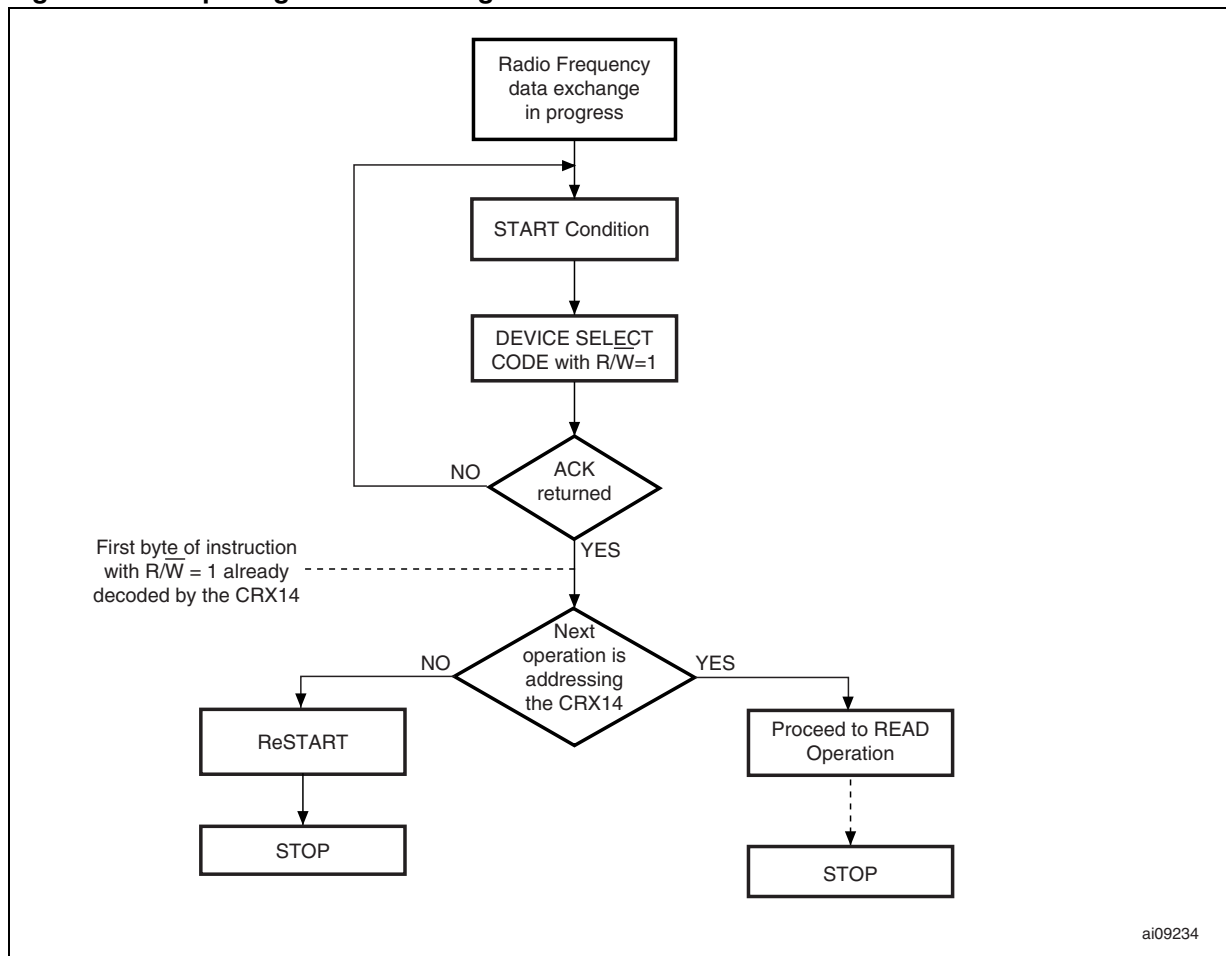 Radio Frequency
data exchange
in progress
START Condition
DEVICE SELECT
CODE with R/W̅=1
NO
ACK
returned
YES
First byte of instruction
with R/W̅ = 1 already
decoded by the CRX14
Next
operation is
addressing
the CRX14
NO
YES
ReSTART
Proceed to READ
Operation
STOP
STOP
ai09234